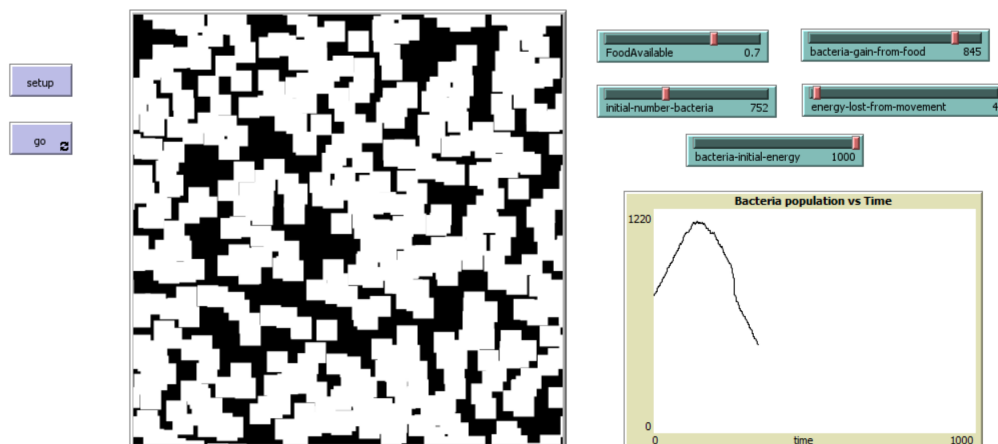 setup
go
FoodAvailable 0.7
bacteria-gain-from-food 845
initial-number-bacteria 752
energy-lost-from-movement 4
bacteria-initial-energy 1000
Bacteria population vs Time
1220
0
0 time 1000